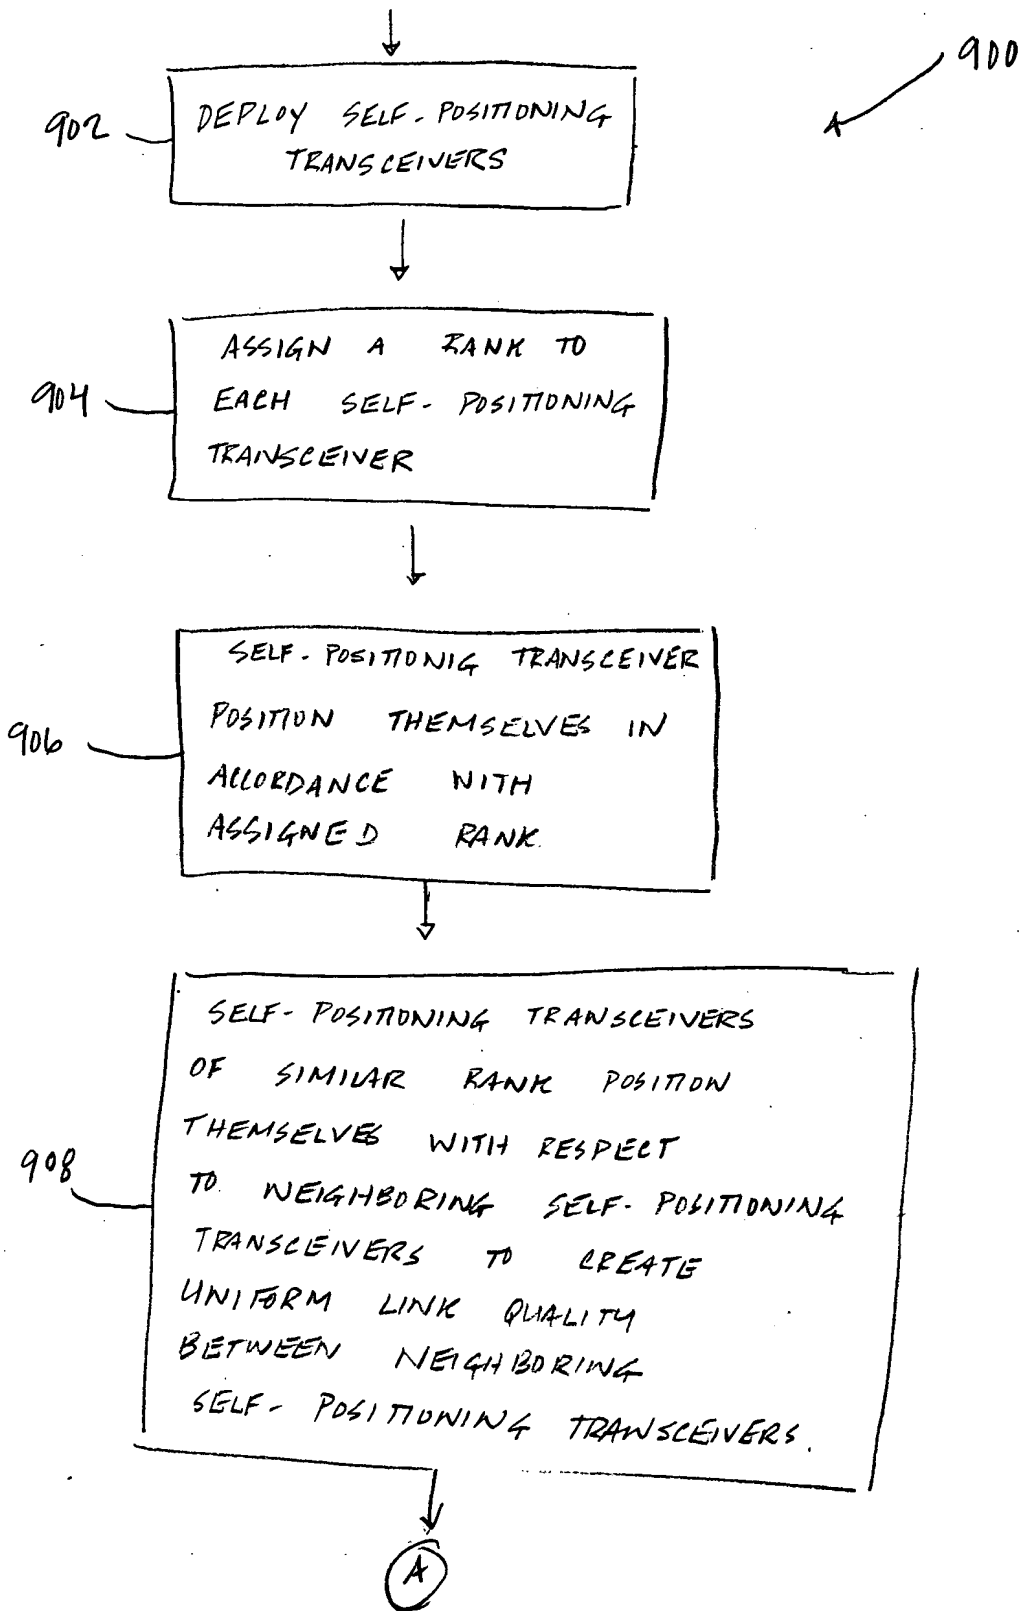 900
902
DEPLOY SELF-POSITIONING
TRANSCEIVERS
904
ASSIGN A RANK TO
EACH SELF-POSITIONING
TRANSCEIVER
906
SELF-POSITIONIG TRANSCEIVER
POSITION THEMSELVES IN
ACCORDANCE WITH
ASSIGNED RANK.
908
SELF-POSITIONING TRANSCEIVERS
OF SIMILAR RANK POSITION
THEMSELVES WITH RESPECT
TO NEIGHBORING SELF-POSITIONING
TRANSCEIVERS TO CREATE
UNIFORM LINK QUALITY
BETWEEN NEIGHBORING
SELF-POSITIONING TRANSCEIVERS.
A